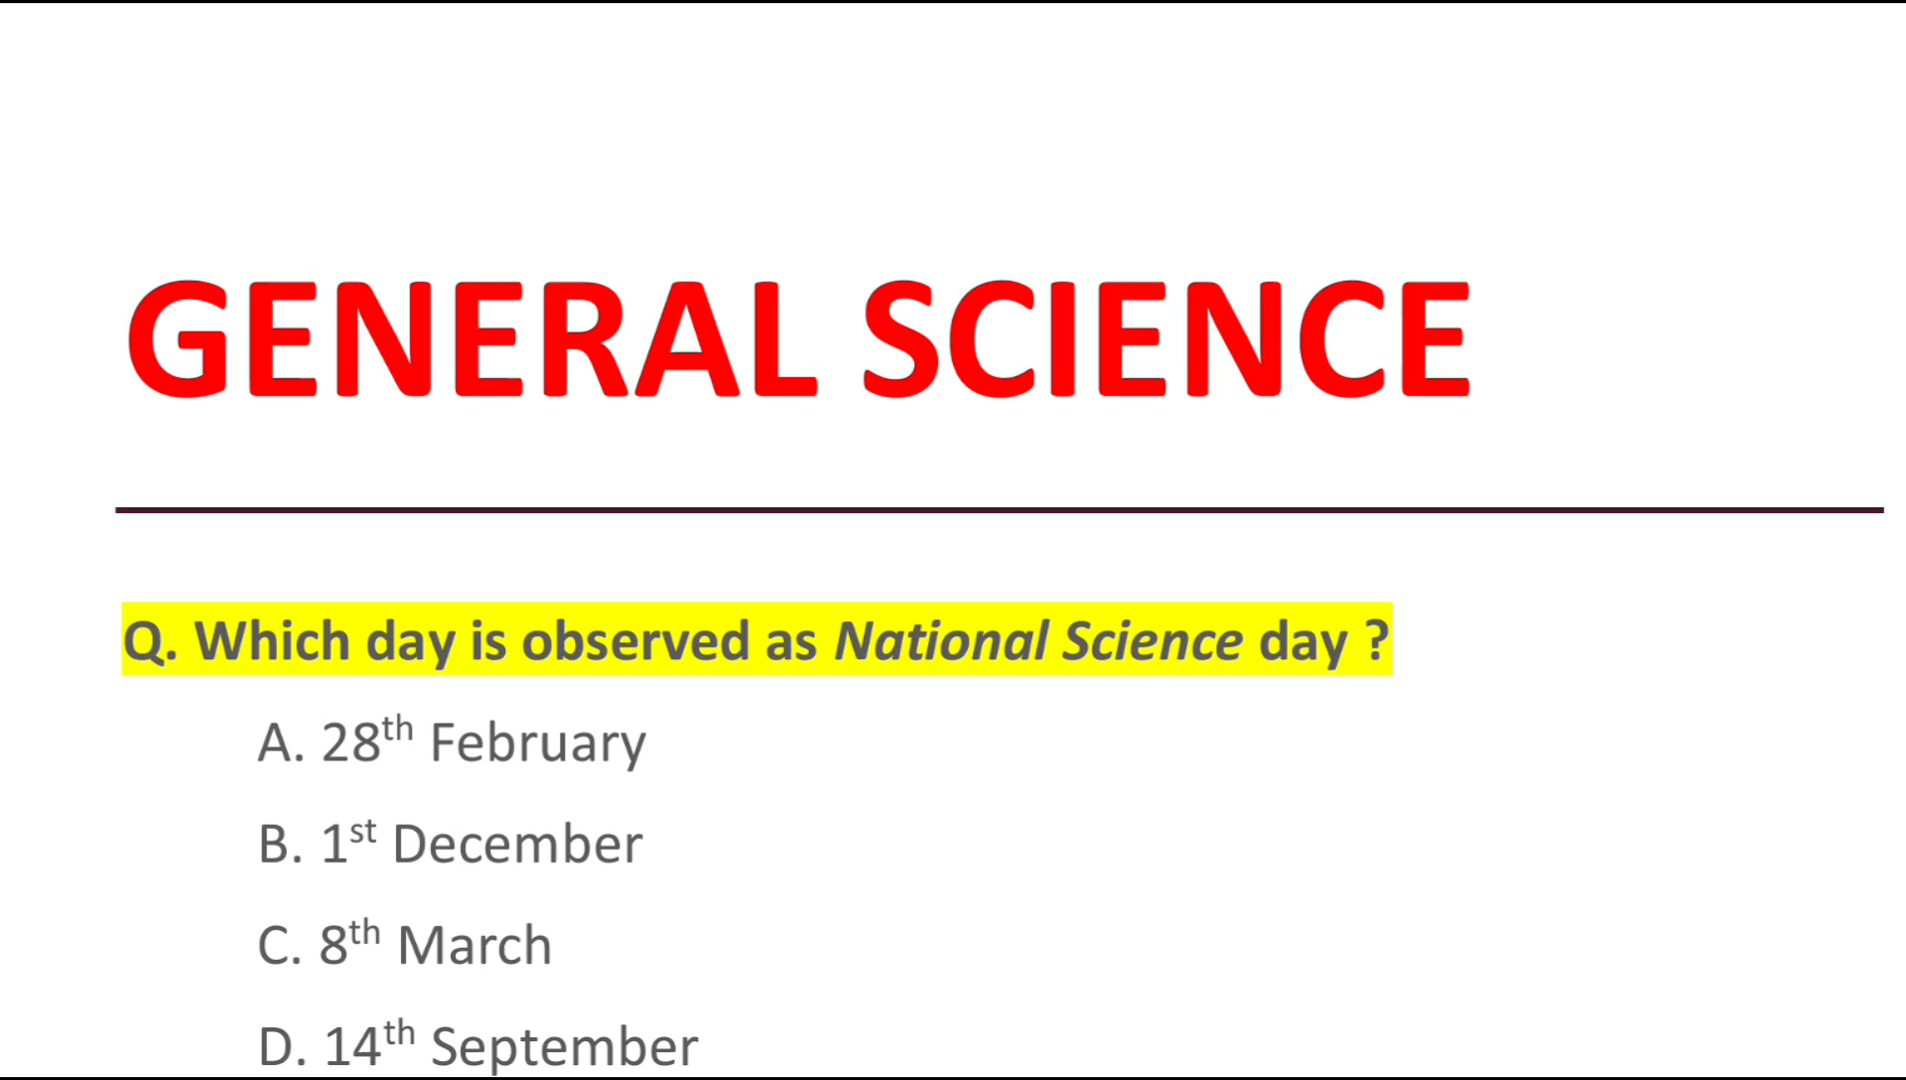 GENERAL SCIENCE
Q. Which day is observed as National Science day ?
A. 28th February
B. 1st December
C. 8th March
D. 14th September